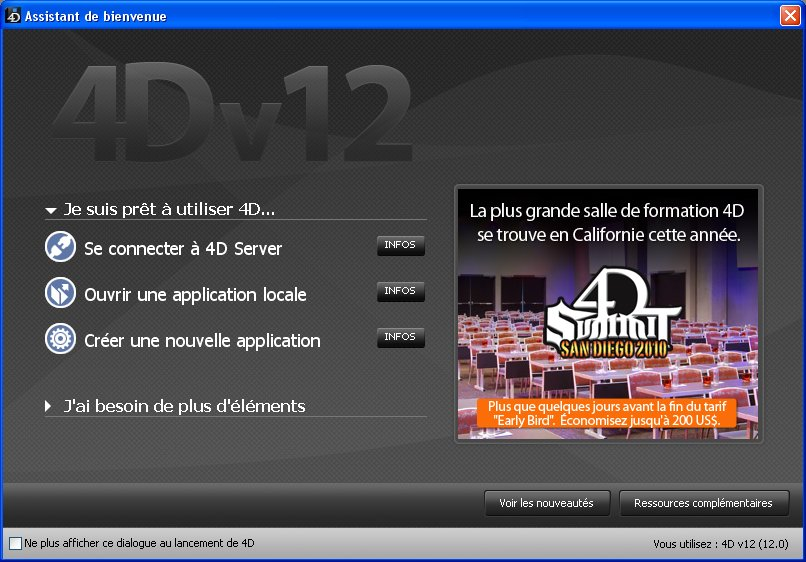 Assistant de bienvenue
4Dv12
Je suis prêt à utiliser 4D...
Se connecter à 4D Server
INFOS
Ouvrir une application locale
INFOS
Créer une nouvelle application
INFOS
J'ai besoin de plus d'éléments
La plus grande salle de formation 4D
se trouve en Californie cette année.
4D
Summit
SAN DIEGO 2010
Plus que quelques jours avant la fin du tarif
"Early Bird". Économisez jusqu'à 200 US$.
Voir les nouveautés
Ressources complémentaires
Ne plus afficher ce dialogue au lancement de 4D
Vous utilisez : 4D v12 (12.0)